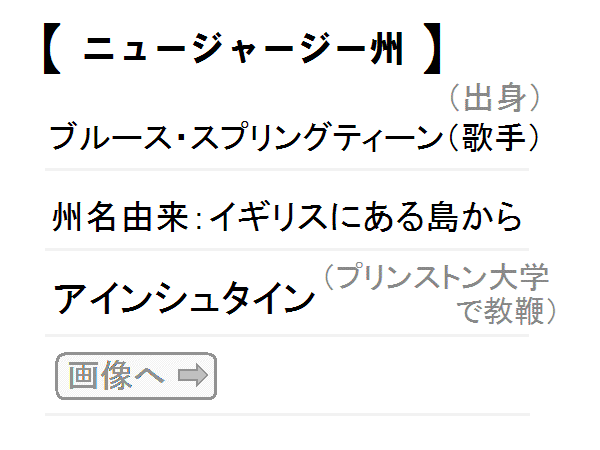 【 ニュージャージー州 】
（出身）
ブルース・スプリングティーン（歌手）
州名由来：イギリスにある島から
アインシュタイン（プリンストン大学
で教鞭）
画像へ ⇨